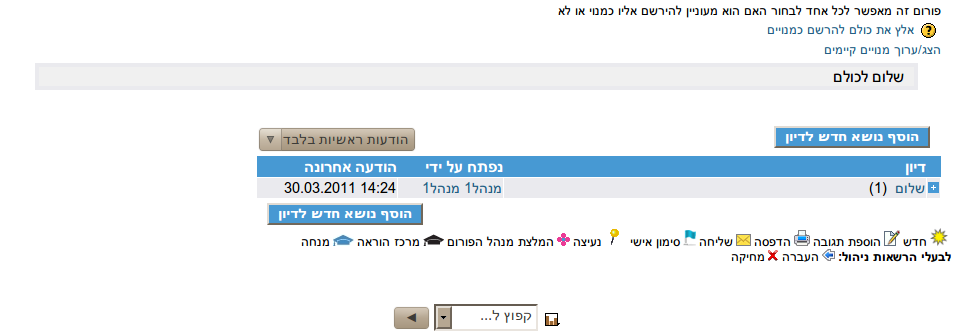 פורום זה מאפשר לכל אחד לבחור האם הוא מעוניין להירשם אליו כמנוי או לא
אלץ את כולם להרשם כמנויים
הצג/ערוך מנויים קיימים
שלום לכולם
הוסף נושא חדש לדיון
הודעות ראשיות בלבד
דיון נפתח על ידי הודעה אחרונה
שלום (1) מנהל1 מנהל1 30.03.2011 14:24
הוסף נושא חדש לדיון
חדש הוספת תגובה הדפסה שליחה סימון אישי נעיצה המלצת מנהל הפורום מרכז הוראה מנחה
לבעלי הרשאות ניהול: העברה מחיקה
קפוץ ל...